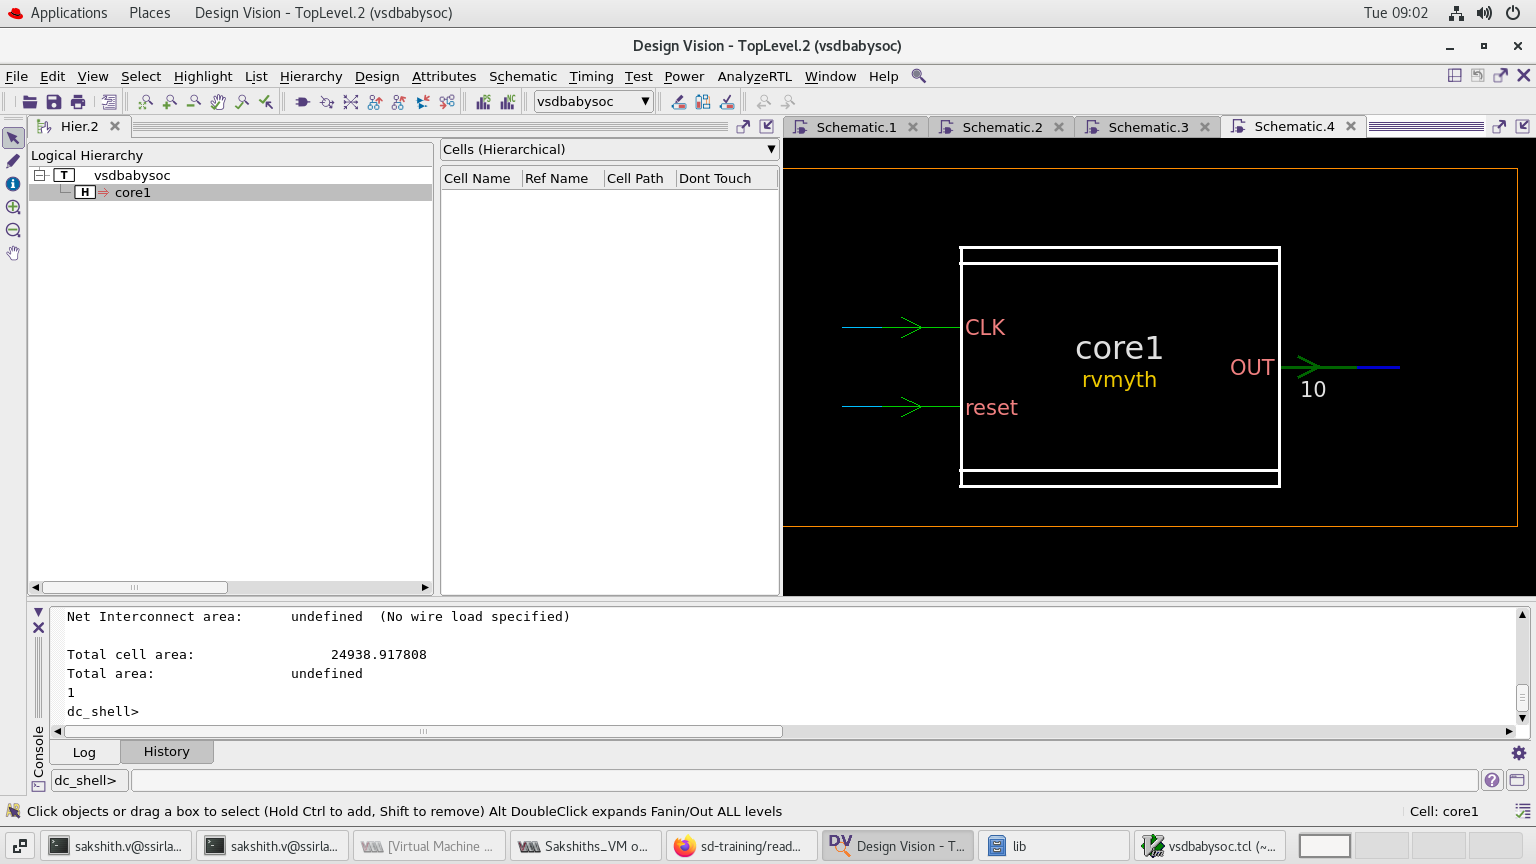 Applications Places Design Vision - TopLevel.2 (vsdbabysoc) Tue 09:02
Design Vision - TopLevel.2 (vsdbabysoc)
File Edit View Select Highlight List Hierarchy Design Attributes Schematic Timing Test Power AnalyzeRTL Window Help
vsdbabysoc
Hier.2
Schematic.1 Schematic.2 Schematic.3 Schematic.4
Logical Hierarchy
T vsdbabysoc
H core1
Cells (Hierarchical)
Cell Name Ref Name Cell Path Dont Touch
CLK
core1
rvmyth
OUT
10
reset
Net Interconnect area: undefined (No wire load specified)
Total cell area: 24938.917808
Total area: undefined
1
dc_shell>
Console
Log History
dc_shell>
Click objects or drag a box to select (Hold Ctrl to add, Shift to remove) Alt DoubleClick expands Fanin/Out ALL levels Cell: core1
sakshith.v@ssirla... sakshith.v@ssirla... [Virtual Machine ... Sakshiths_VM o... sd-training/read... DV Design Vision - T... lib vsdbabysoc.tcl (~...